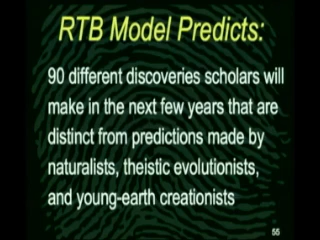 RTB Model Predicts:
90 different discoveries scholars will
make in the next few years that are
distinct from predictions made by
naturalists, theistic evolutionists,
and young-earth creationists
55